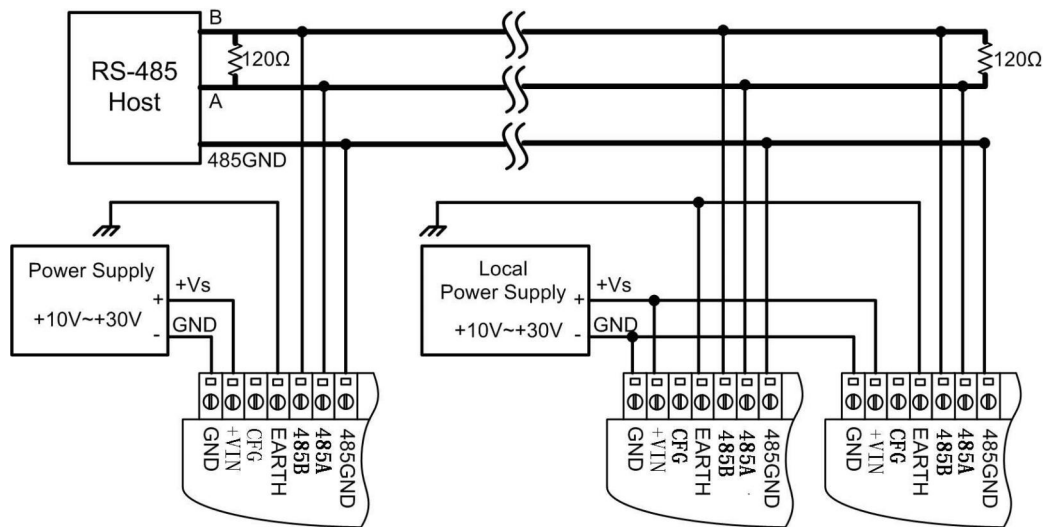 B
RS-485
Host
120Ω
120Ω
A
485GND
Power Supply
+
+Vs
+10V~+30V
-
GND
Local
Power Supply
+
+Vs
+10V~+30V
-
GND
GND
+VIN
CFG
EARTH
485B
485A
485GND
GND
+VIN
CFG
EARTH
485B
485A
485GND
GND
+VIN
CFG
EARTH
485B
485A
485GND